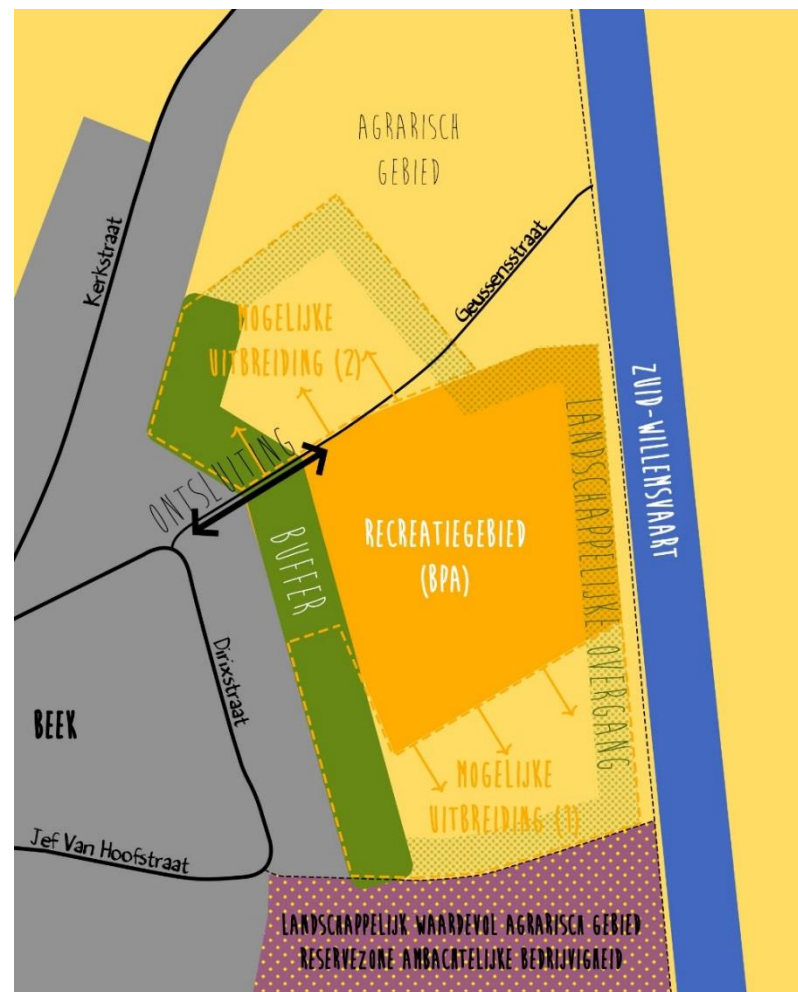 AGRARISCH
GEBIED
Kerkstraat
Geussensstraat
MOGELIJKE
UITBREIDING (2)
ONTSLUITING
ZUID-WILLEMSVAART
LANDSCHAPPELIJKE OVERGANG
RECREATIEGEBIED
(BPA)
BUFFER
Dirixstraat
BEEK
MOGELIJKE
UITBREIDING (1)
Jef Van Hoofstraat
LANDSCHAPPELIJK WAARDEVOL AGRARISCH GEBIED
RESERVEZONE AMBACHTELIJKE BEDRIJVIGHEID